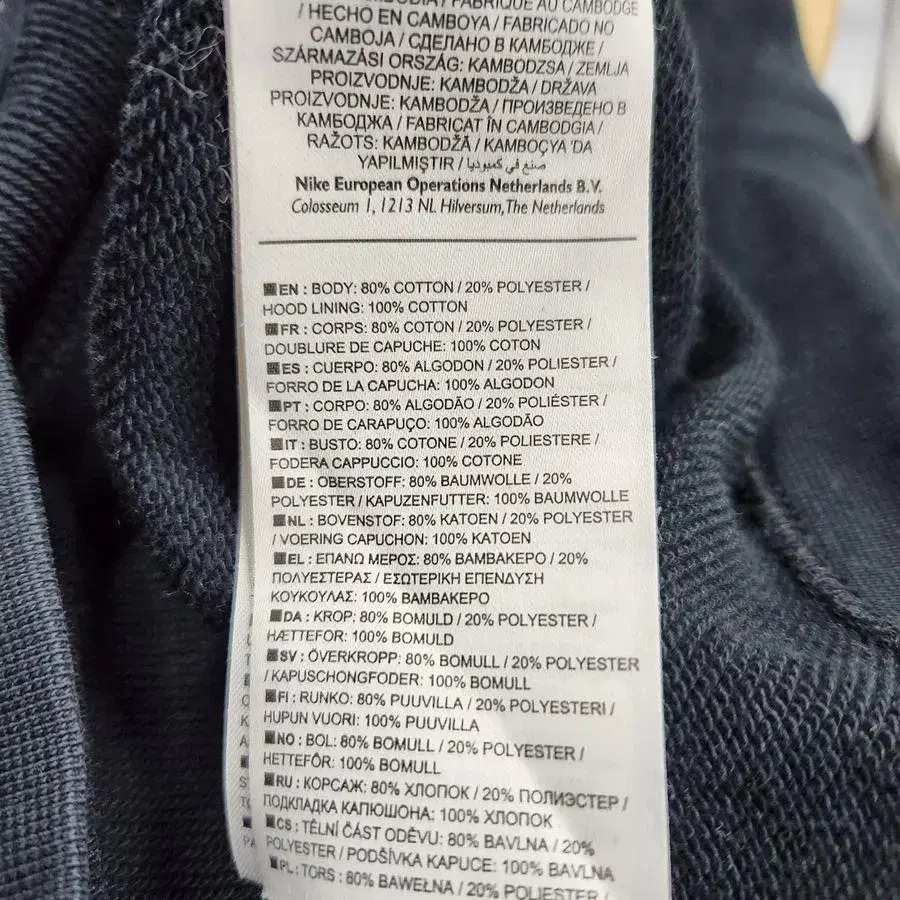 / FABRIQUÉ AU CAMBODGE
/ HECHO EN CAMBOYA / FABRICADO NO
CAMBOJA / СДЕЛАНО В КАМБОДЖЕ /
SZÁRMAZÁSI ORSZÁG: KAMBODZSA / ZEMLJA
PROIZVODNJE: KAMBODŽA / DRŽAVA
PROIZVODNJE: KAMBODŽA / ПРОИЗВЕДЕНО В
КАМБОДЖА / FABRICAT ÎN CAMBODGIA /
RAŽOTS: KAMBODŽĀ / KAMBOÇYA 'DA
YAPILMIŞTIR / صنع في كمبوديا
Nike European Operations Netherlands B.V.
Colosseum 1, 1213 NL Hilversum, The Netherlands
EN : BODY: 80% COTTON / 20% POLYESTER /
HOOD LINING: 100% COTTON
FR : CORPS: 80% COTON / 20% POLYESTER /
DOUBLURE DE CAPUCHE: 100% COTON
ES : CUERPO: 80% ALGODON / 20% POLIESTER /
FORRO DE LA CAPUCHA: 100% ALGODON
PT : CORPO: 80% ALGODÃO / 20% POLIÉSTER /
FORRO DE CARAPUÇO: 100% ALGODÃO
IT : BUSTO: 80% COTONE / 20% POLIESTERE /
FODERA CAPPUCCIO: 100% COTONE
DE : OBERSTOFF: 80% BAUMWOLLE / 20%
POLYESTER / KAPUZENFUTTER: 100% BAUMWOLLE
NL : BOVENSTOF: 80% KATOEN / 20% POLYESTER
/ VOERING CAPUCHON: 100% KATOEN
EL : ΕΠΑΝΩ ΜΕΡΟΣ: 80% ΒΑΜΒΑΚΕΡΟ / 20%
ΠΟΛΥΕΣΤΕΡΑΣ / ΕΣΩΤΕΡΙΚΗ ΕΠΕΝΔΥΣΗ
ΚΟΥΚΟΥΛΑΣ: 100% ΒΑΜΒΑΚΕΡΟ
DA : KROP: 80% BOMULD / 20% POLYESTER /
HÆTTEFOR: 100% BOMULD
SV : ÖVERKROPP: 80% BOMULL / 20% POLYESTER
/ KAPUSCHONGFODER: 100% BOMULL
FI : RUNKO: 80% PUUVILLA / 20% POLYESTERI /
HUPUN VUORI: 100% PUUVILLA
NO : BOL: 80% BOMULL / 20% POLYESTER /
HETTEFÔR: 100% BOMULL
RU : КОРСАЖ: 80% ХЛОПОК / 20% ПОЛИЭСТЕР /
ПОДКЛАДКА КАПЮШОНА: 100% ХЛОПОК
CS : TĚLNÍ ČÁST ODĚVU: 80% BAVLNA / 20%
POLYESTER / PODŠÍVKA KAPUCE: 100% BAVLNA
PL : TORS : 80% BAWEŁNA / 20% POLIESTER /